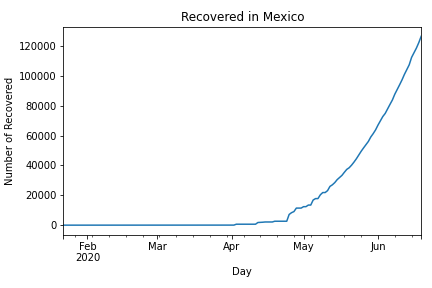 Recovered in Mexico
120000
100000
80000
60000
40000
20000
0
Number of Recovered
Feb
2020
Mar
Apr
May
Jun
Day